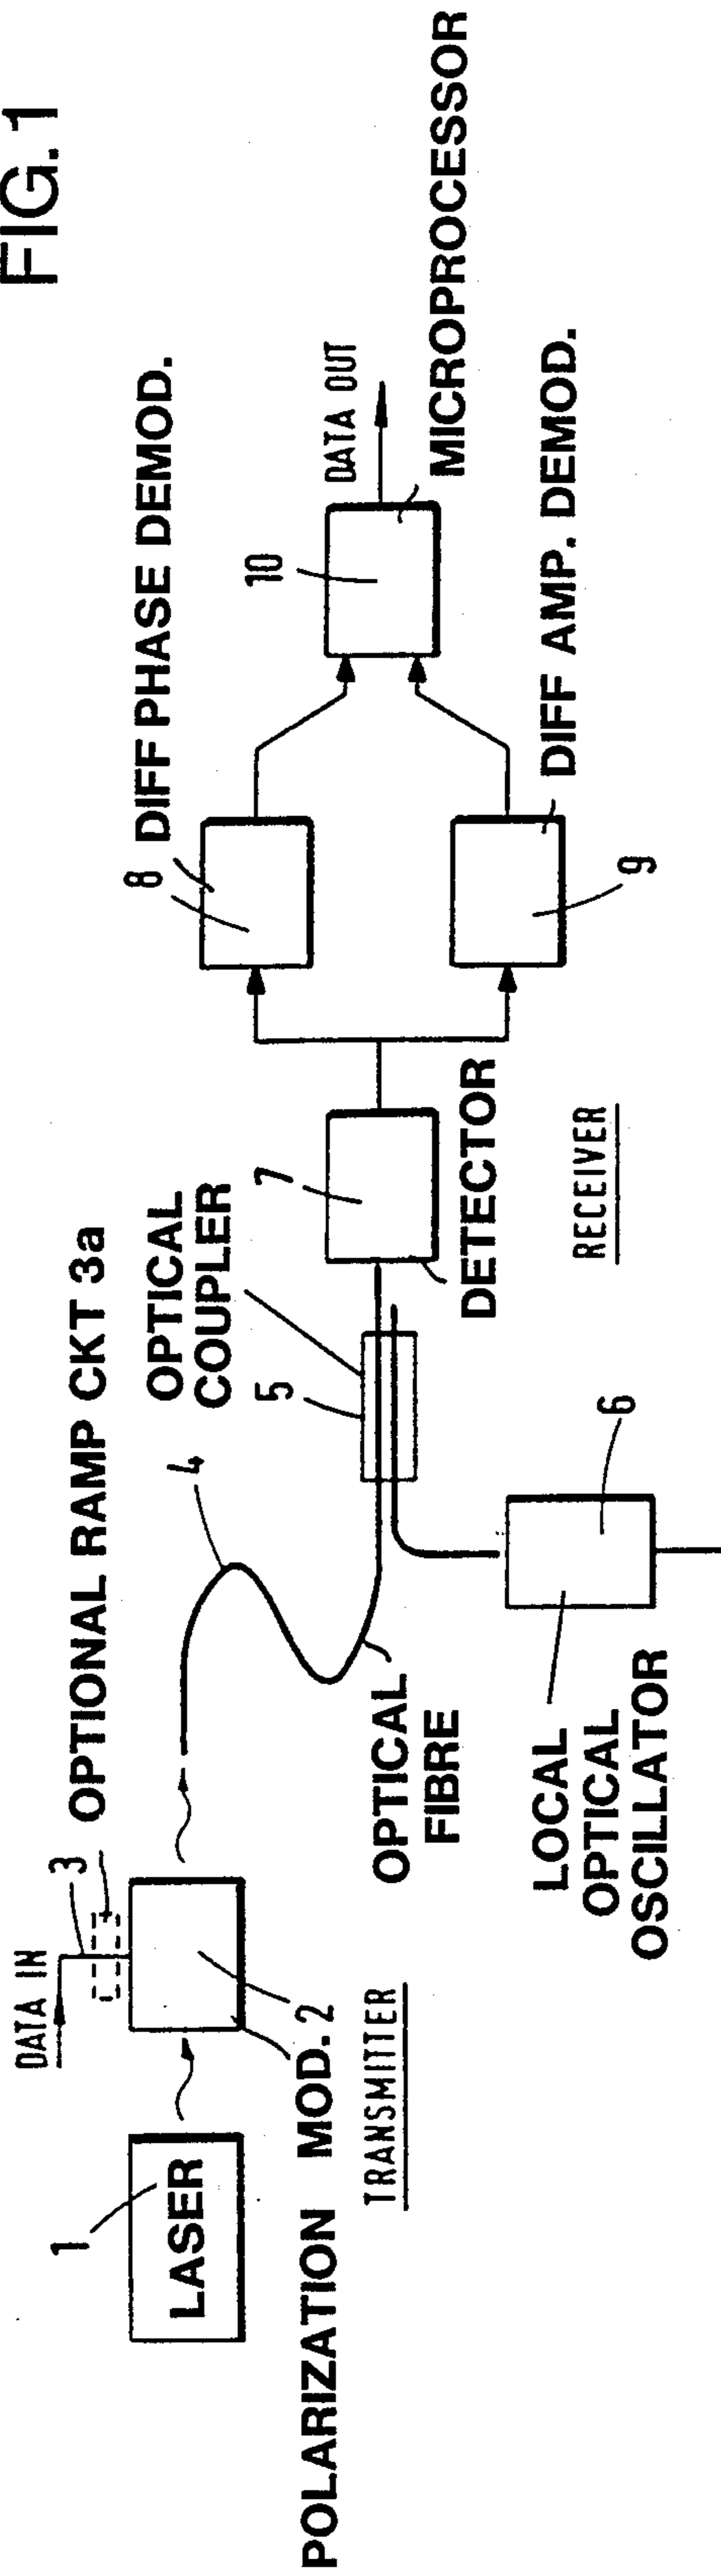 FIG.1
DATA IN
3
OPTIONAL RAMP CKT 3a
1
LASER
POLARIZATION MOD.
2
TRANSMITTER
4
OPTICAL
FIBRE
OPTICAL
COUPLER
5
LOCAL
OPTICAL
OSCILLATOR
6
7
DETECTOR
RECEIVER
8
DIFF PHASE DEMOD.
9
DIFF AMP. DEMOD.
10
DATA OUT
MICROPROCESSOR